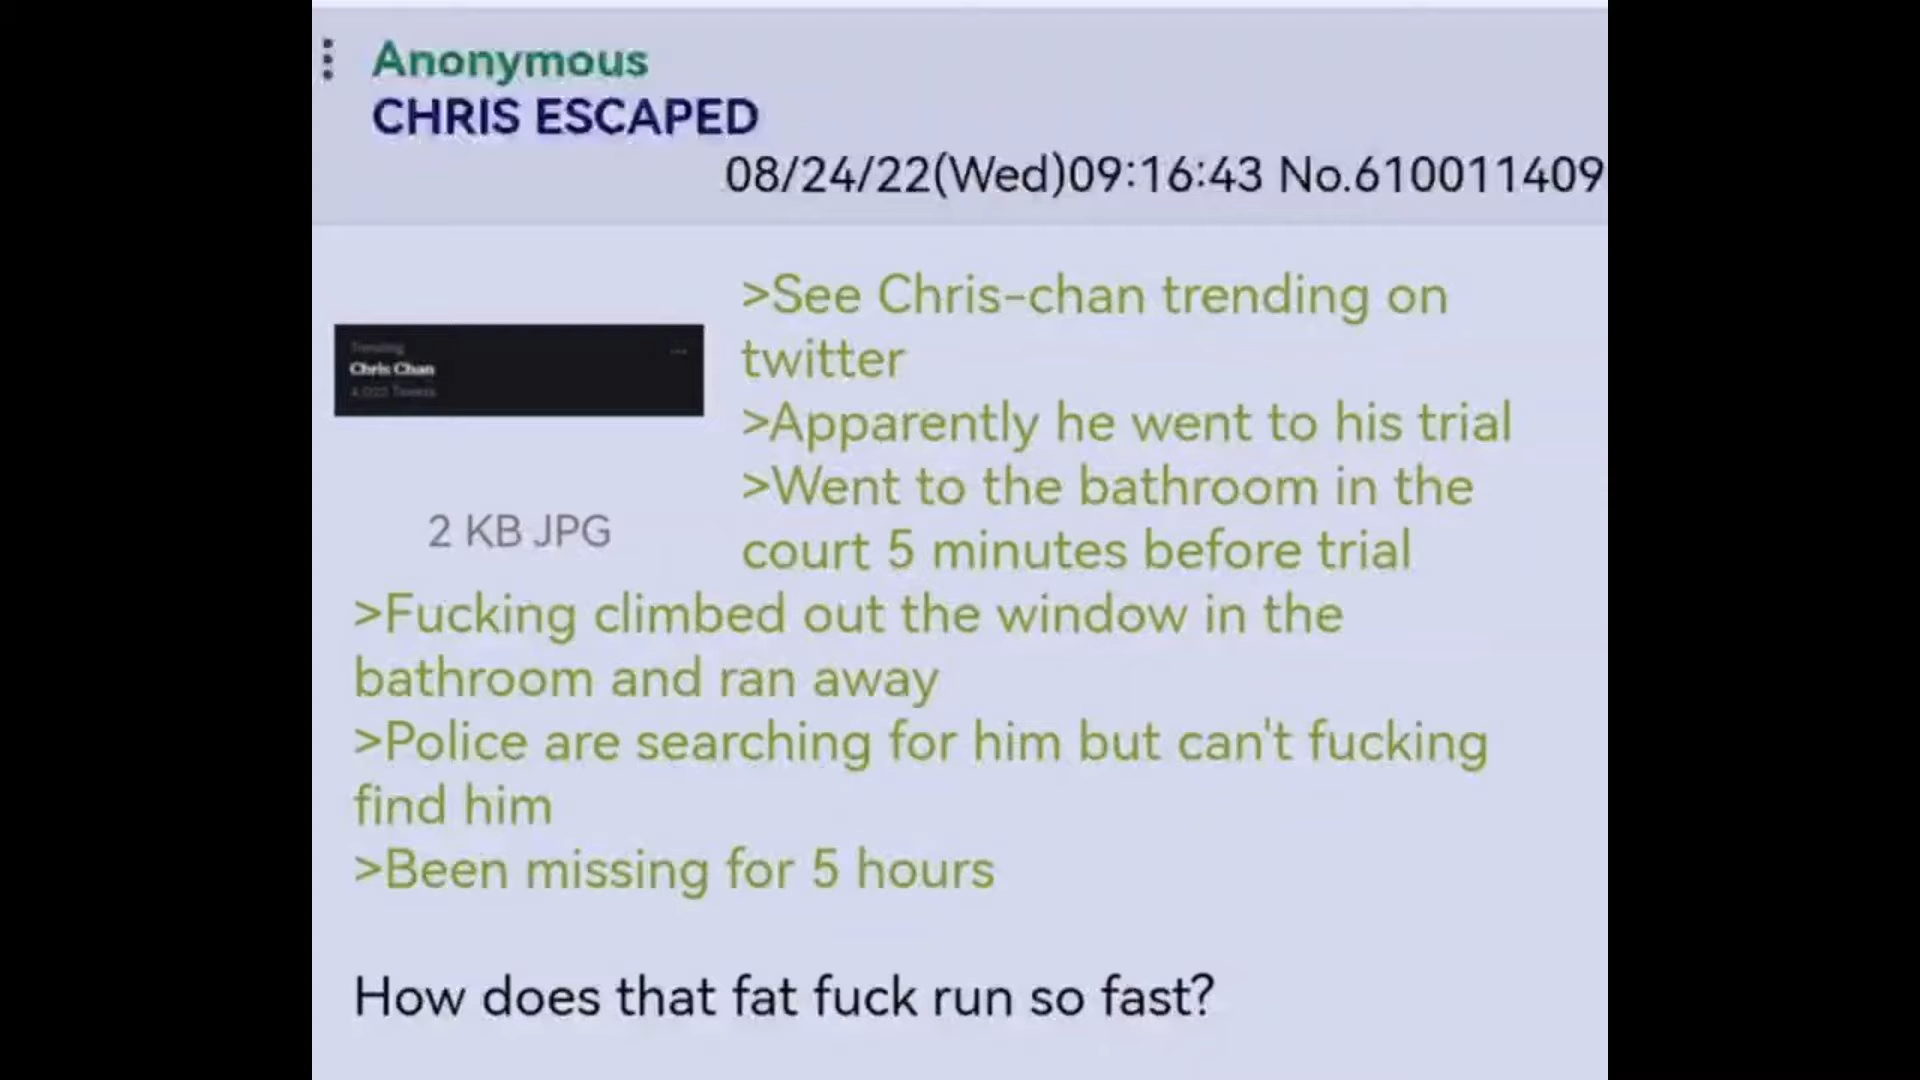 Anonymous
CHRIS ESCAPED
08/24/22(Wed)09:16:43 No.610011409
Trending
Chris Chan
Tweets
2 KB JPG
>See Chris-chan trending on
twitter
>Apparently he went to his trial
>Went to the bathroom in the
court 5 minutes before trial
>Fucking climbed out the window in the
bathroom and ran away
>Police are searching for him but can't fucking
find him
>Been missing for 5 hours
How does that fat fuck run so fast?